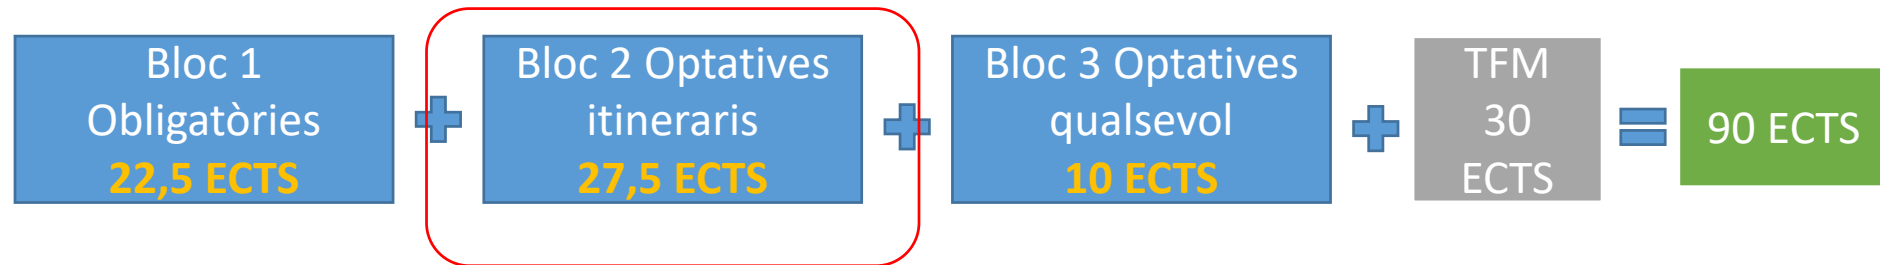 Bloc 1
Obligatòries
22,5 ECTS
Bloc 2 Optatives
itineraris
27,5 ECTS
Bloc 3 Optatives
qualsevol
10 ECTS
TFM
30
ECTS
90 ECTS